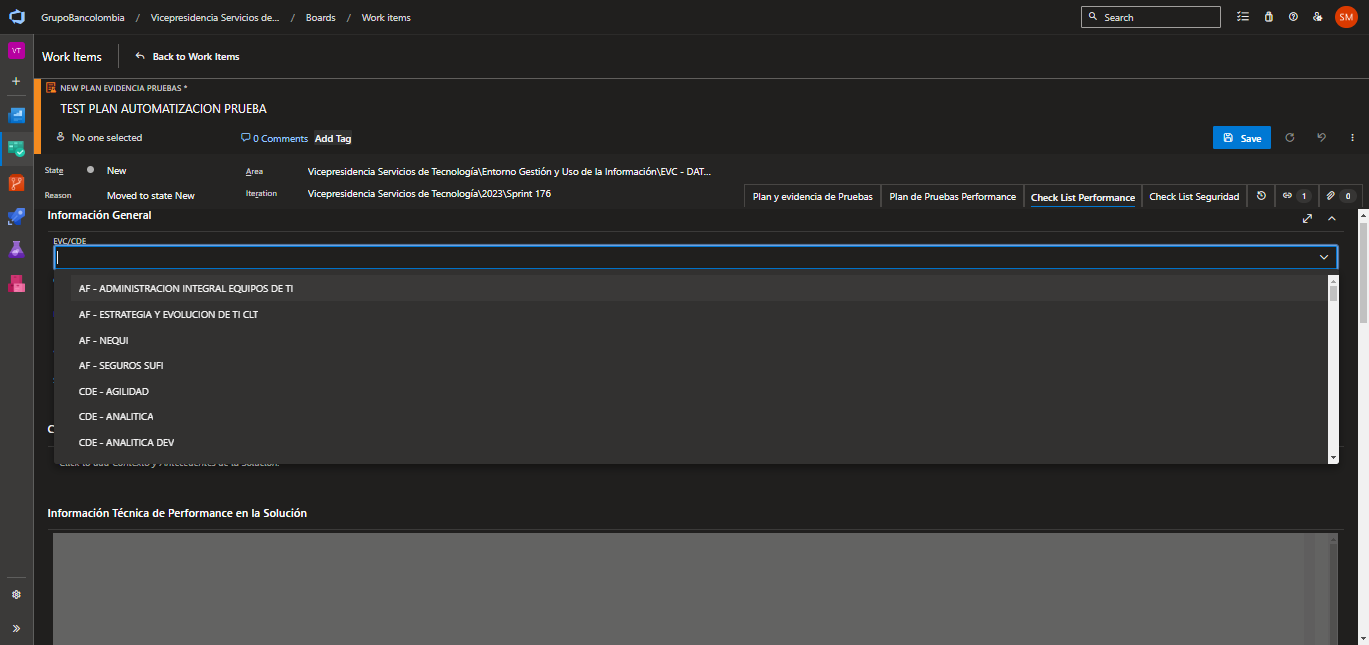 GrupoBancolombia / Vicepresidencia Servicios de... / Boards / Work items
Search
SM
VT
Work Items
Back to Work Items
NEW PLAN EVIDENCIA PRUEBAS *
TEST PLAN AUTOMATIZACION PRUEBA
No one selected
0 Comments
Add Tag
Save
State
New
Area
Vicepresidencia Servicios de Tecnología\Entorno Gestión y Uso de la Información\EVC - DAT...
Reason
Moved to state New
Iteration
Vicepresidencia Servicios de Tecnología\2023\Sprint 176
Plan y evidencia de Pruebas
Plan de Pruebas Performance
Check List Performance
Check List Seguridad
1
0
Información General
EVC/CDE
AF - ADMINISTRACION INTEGRAL EQUIPOS DE TI
AF - ESTRATEGIA Y EVOLUCION DE TI CLT
AF - NEQUI
AF - SEGUROS SUFI
CDE - AGILIDAD
CDE - ANALITICA
CDE - ANALITICA DEV
Click to add Contexto y Antecedentes de la Solución.
Información Técnica de Performance en la Solución